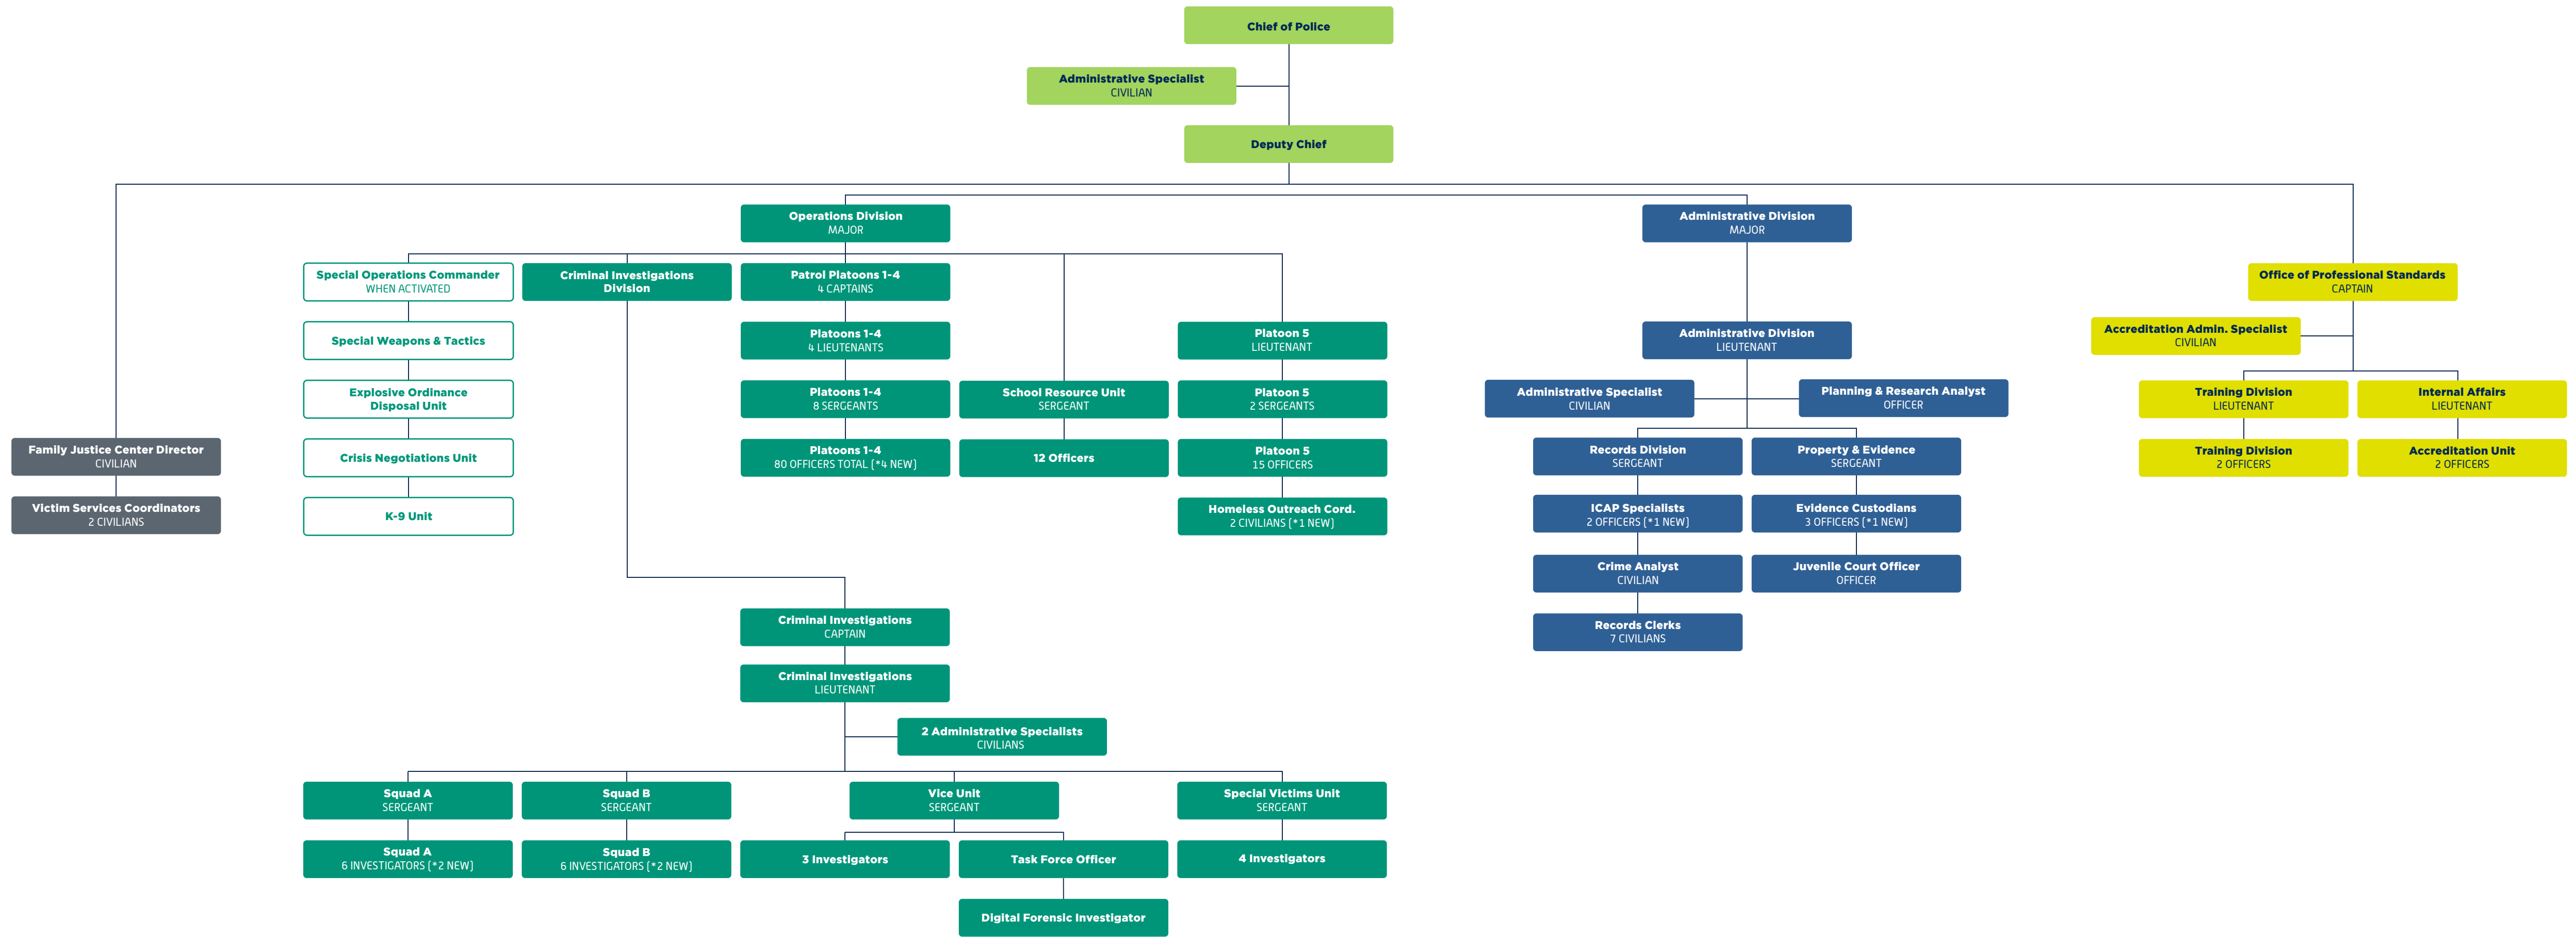 Chief of Police
Administrative Specialist
CIVILIAN
Deputy Chief
Operations Division
MAJOR
Administrative Division
MAJOR
Special Operations Commander
WHEN ACTIVATED
Criminal Investigations
Division
Patrol Platoons 1-4
4 CAPTAINS
Office of Professional Standards
CAPTAIN
Special Weapons & Tactics
Platoons 1-4
4 LIEUTENANTS
Platoon 5
LIEUTENANT
Administrative Division
LIEUTENANT
Accreditation Admin. Specialist
CIVILIAN
Explosive Ordinance
Disposal Unit
Platoons 1-4
8 SERGEANTS
School Resource Unit
SERGEANT
Platoon 5
2 SERGEANTS
Administrative Specialist
CIVILIAN
Planning & Research Analyst
OFFICER
Training Division
LIEUTENANT
Internal Affairs
LIEUTENANT
Family Justice Center Director
CIVILIAN
Crisis Negotiations Unit
Platoons 1-4
80 OFFICERS TOTAL (*4 NEW)
12 Officers
Platoon 5
15 OFFICERS
Records Division
SERGEANT
Property & Evidence
SERGEANT
Training Division
2 OFFICERS
Accreditation Unit
2 OFFICERS
Victim Services Coordinators
2 CIVILIANS
K-9 Unit
Homeless Outreach Cord.
2 CIVILIANS (*1 NEW)
ICAP Specialists
2 OFFICERS (*1 NEW)
Evidence Custodians
3 OFFICERS (*1 NEW)
Crime Analyst
CIVILIAN
Juvenile Court Officer
OFFICER
Criminal Investigations
CAPTAIN
Records Clerks
7 CIVILIANS
Criminal Investigations
LIEUTENANT
2 Administrative Specialists
CIVILIANS
Squad A
SERGEANT
Squad B
SERGEANT
Vice Unit
SERGEANT
Special Victims Unit
SERGEANT
Squad A
6 INVESTIGATORS (*2 NEW)
Squad B
6 INVESTIGATORS (*2 NEW)
3 Investigators
Task Force Officer
4 Investigators
Digital Forensic Investigator